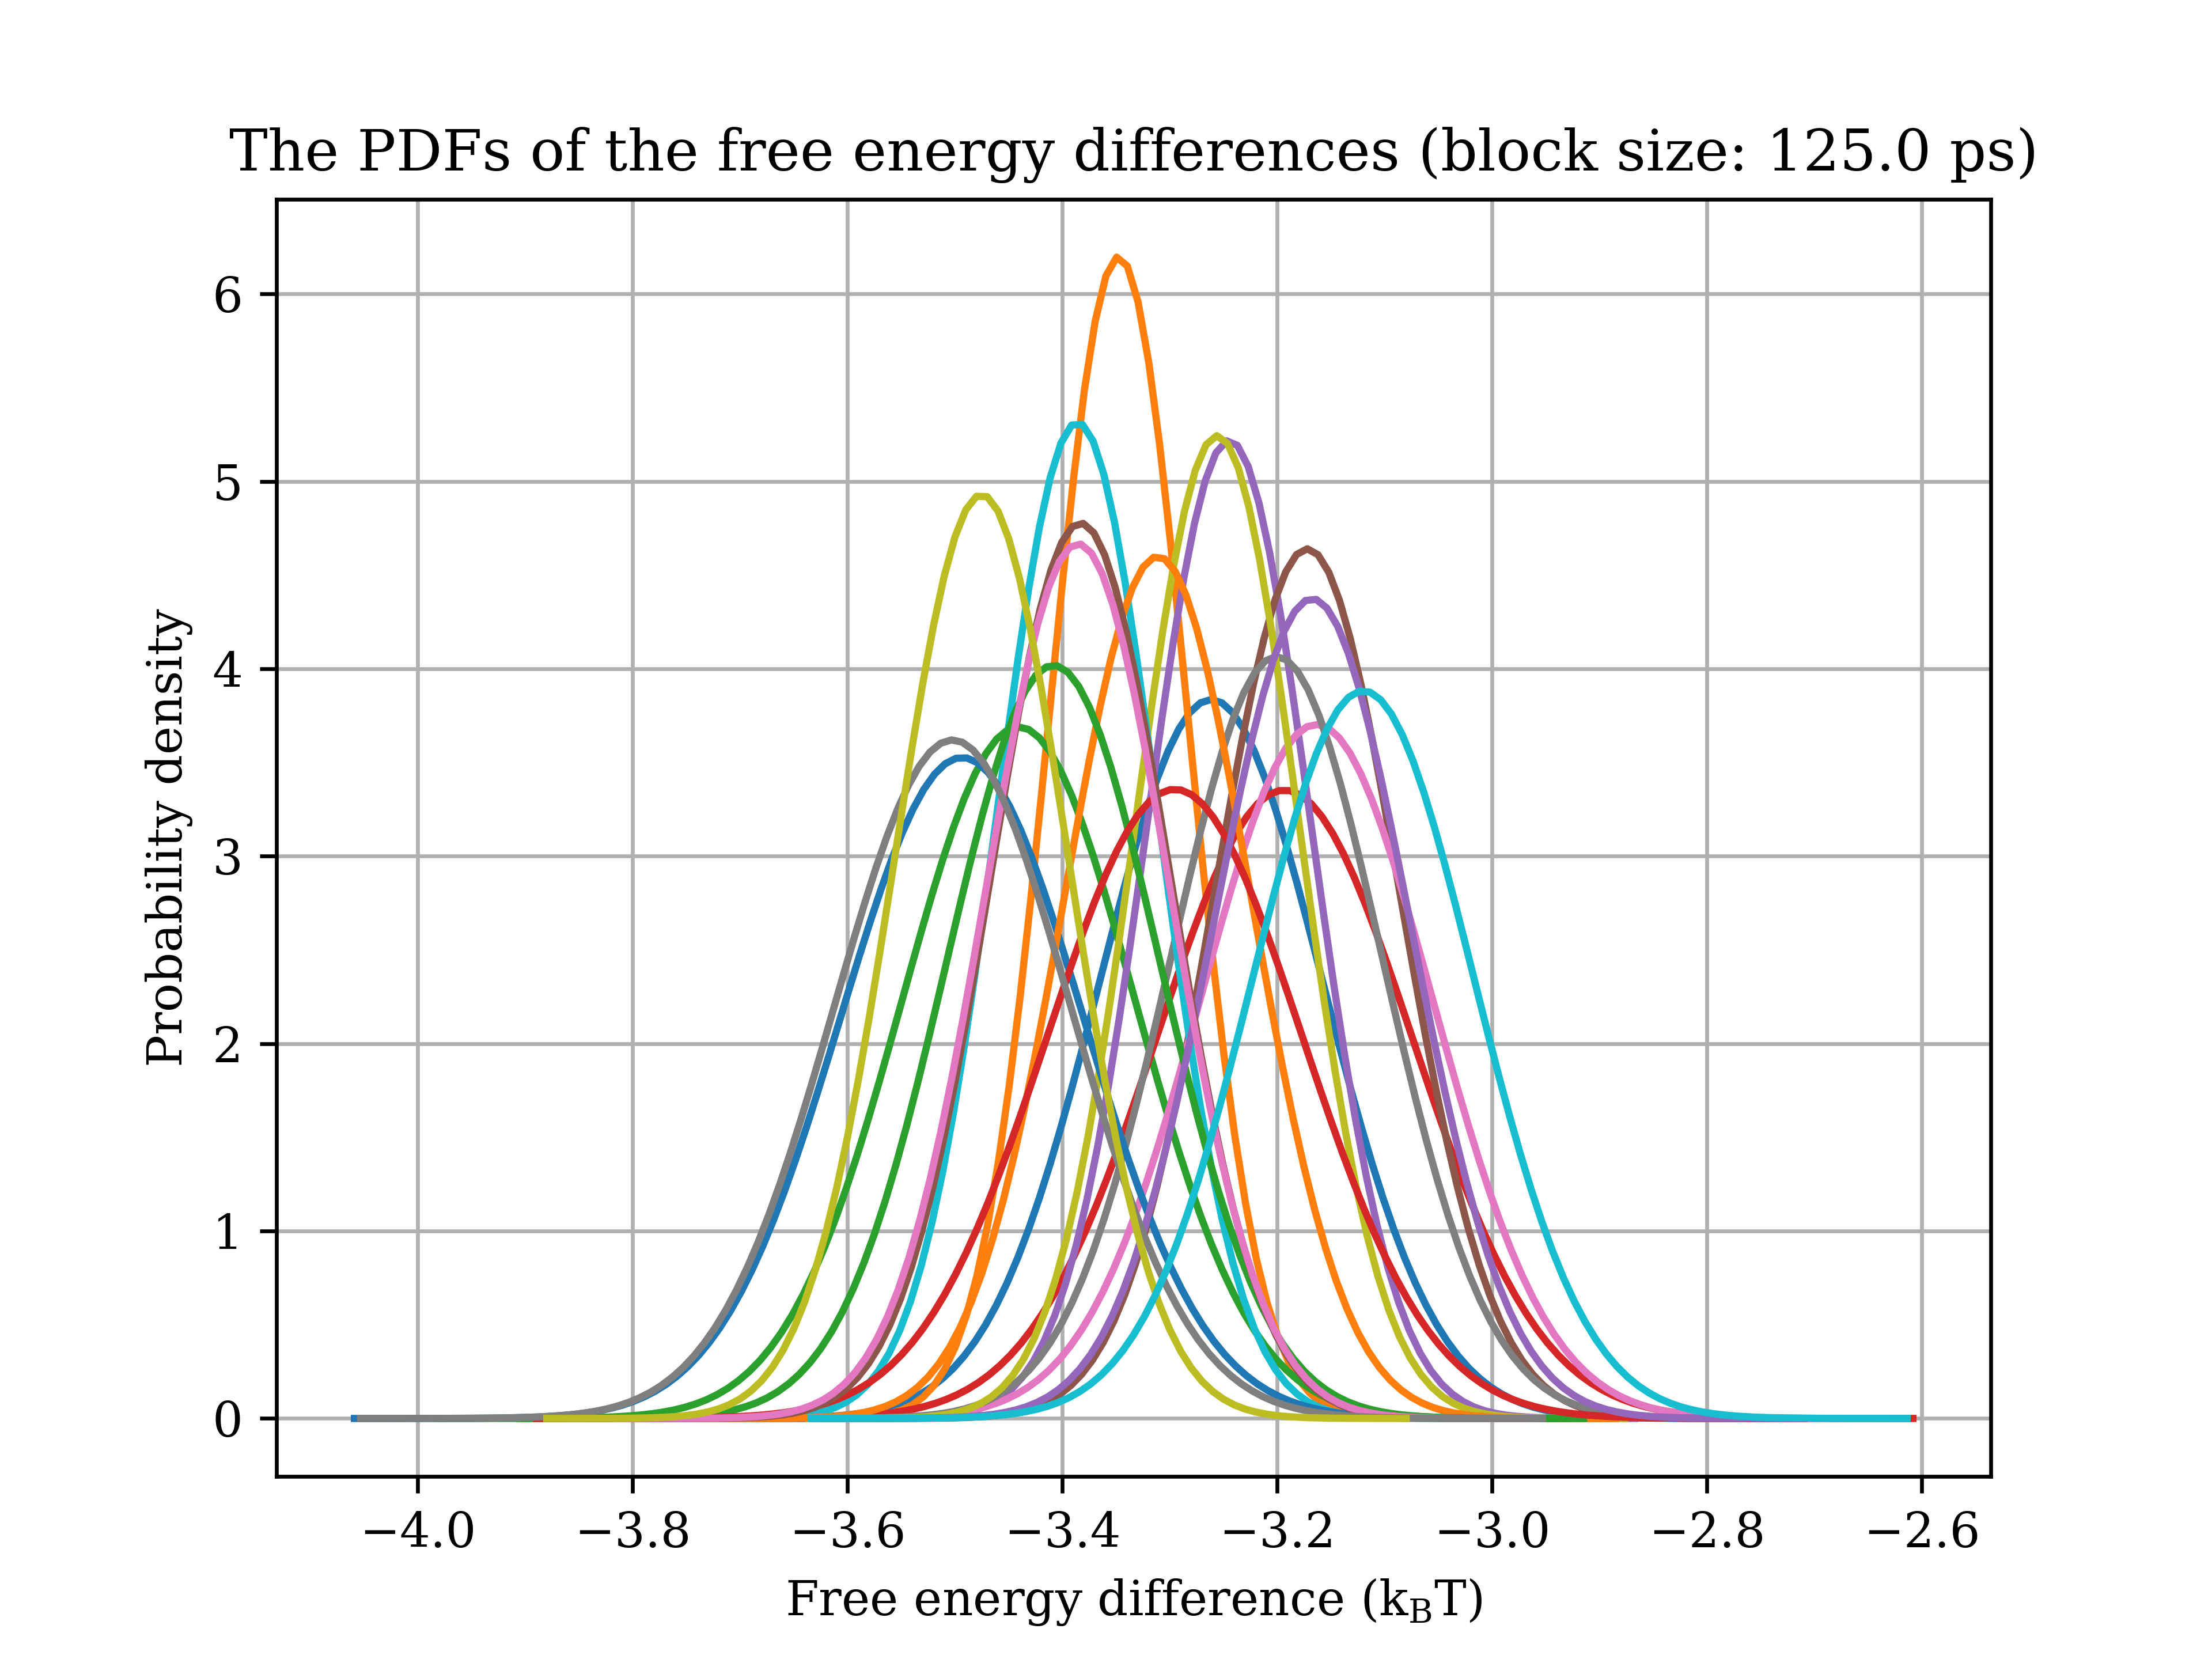 The PDFs of the free energy differences (block size: 125.0 ps)
6
5
4
3
2
1
0
Probability density
−4.0 −3.8 −3.6 −3.4 −3.2 −3.0 −2.8 −2.6
Free energy difference (k_BT)